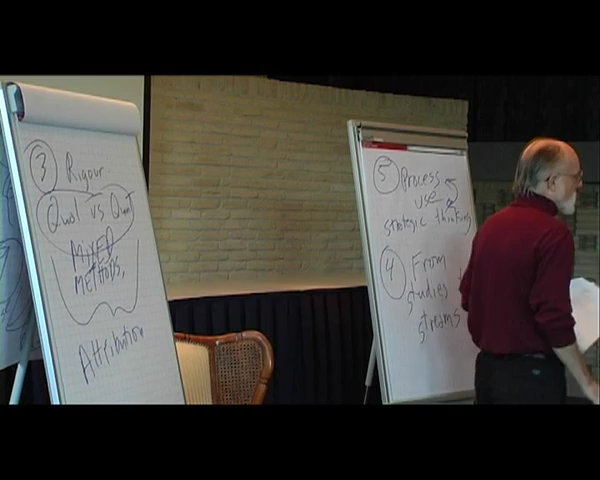 3 Rigour
Qual vs Quant
MIXED
METHODS,
Attribution
5 Process
use
strategic thinking
4 From
studies
streams